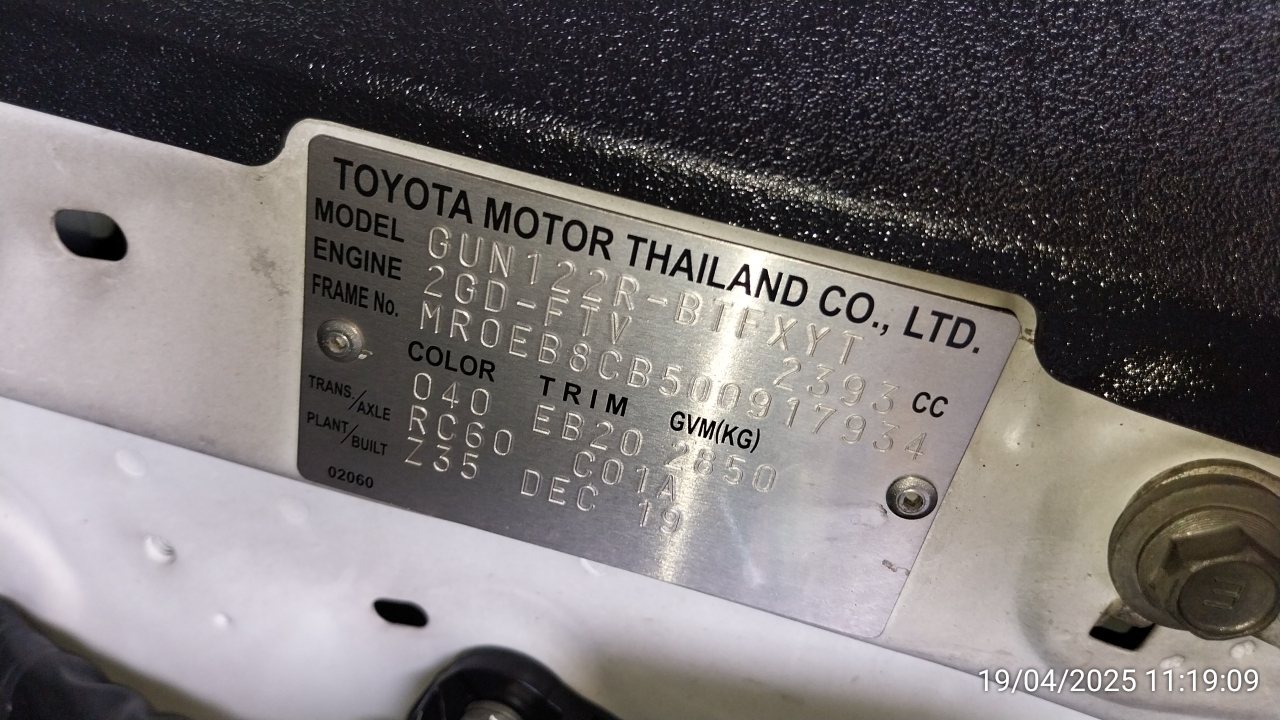 TOYOTA MOTOR THAILAND CO., LTD.
MODEL GUN122R-BTFXYT
ENGINE 2GD-FTV 2393 CC
FRAME No. MR0EB8CB500917934
COLOR TRIM GVM(KG)
040 EB20 2850
TRANS./AXLE RC60 C01A
PLANT/BUILT Z35 DEC 19
02060
19/04/2025 11:19:09